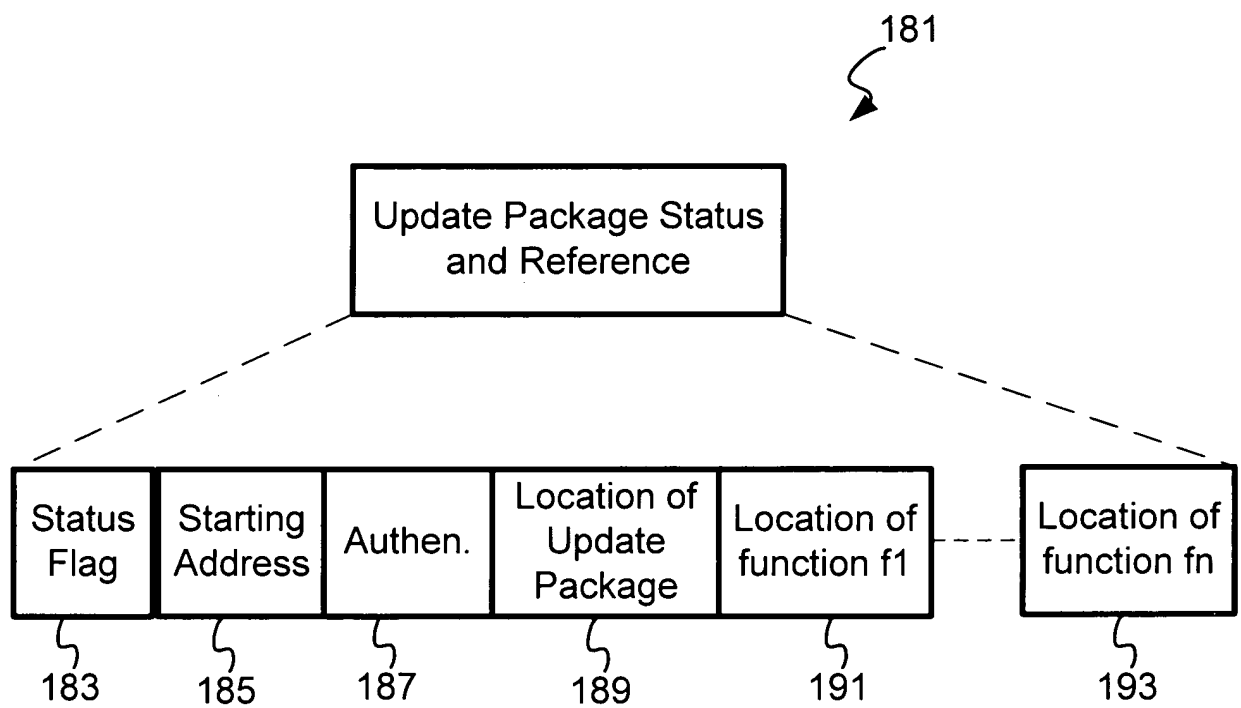 181
Update Package Status
and Reference
Status
Flag
Starting
Address
Authen.
Location of
Update
Package
Location of
function f1
Location of
function fn
183
185
187
189
191
193